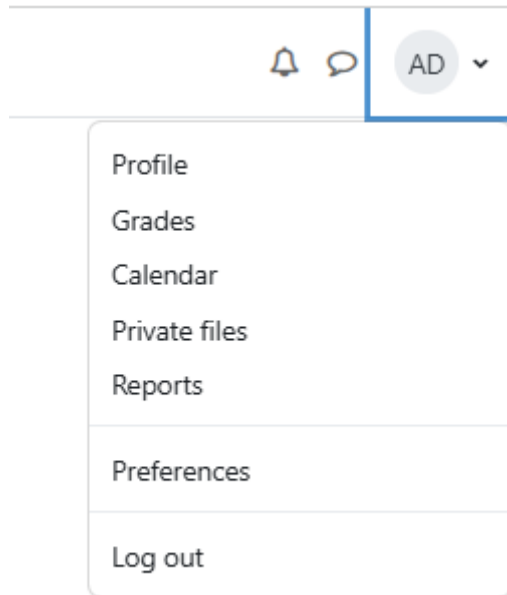 AD
Profile
Grades
Calendar
Private files
Reports
Preferences
Log out